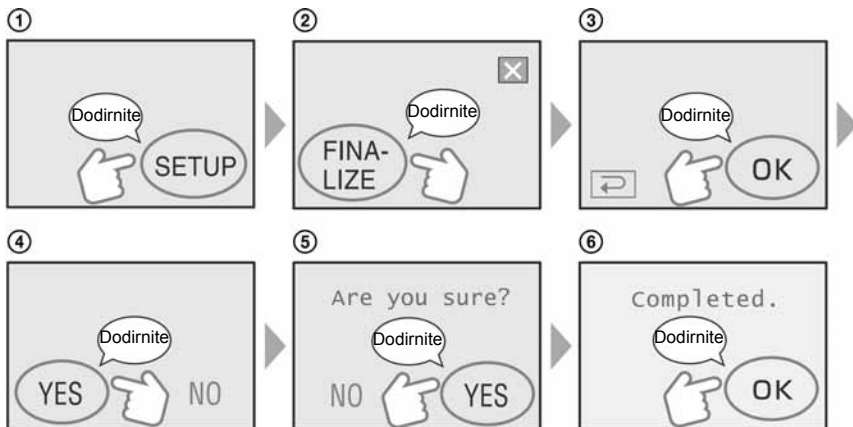 ① ② ③
Dodirnite
SETUP
Dodirnite
FINA-
LIZE
Dodirnite
OK
④ ⑤ ⑥
Dodirnite
YES NO
Are you sure?
Dodirnite
NO YES
Completed.
Dodirnite
OK